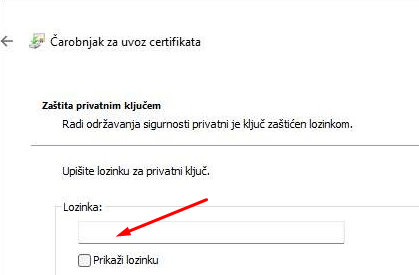 Čarobnjak za uvoz certifikata
Zaštita privatnim ključem
Radi održavanja sigurnosti privatni je ključ zaštićen lozinkom.
Upišite lozinku za privatni ključ.
Lozinka:
Prikaži lozinku